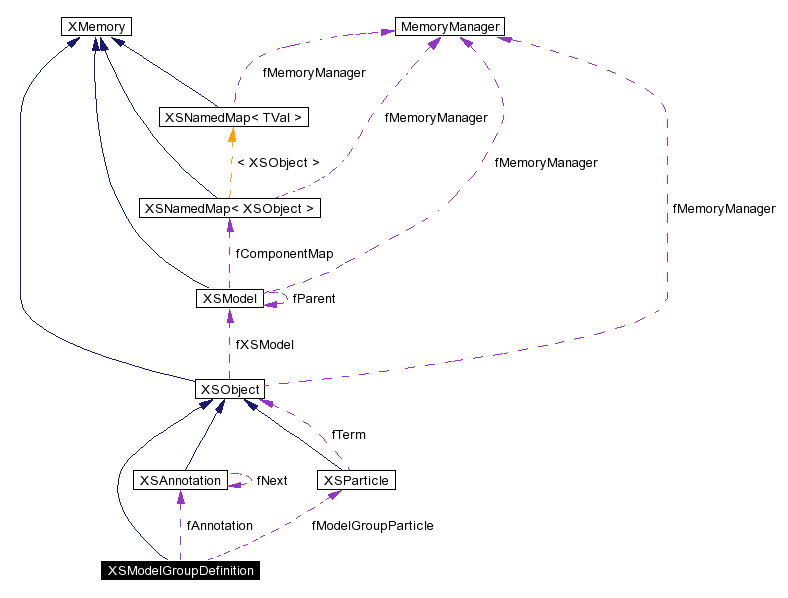 XMemory
MemoryManager
fMemoryManager
XSNamedMap< TVal >
fMemoryManager
< XSObject >
fMemoryManager
XSNamedMap< XSObject >
fMemoryManager
fComponentMap
XSModel
fParent
fXSModel
XSObject
fTerm
XSAnnotation
fNext
XSParticle
fAnnotation
fModelGroupParticle
XSModelGroupDefinition